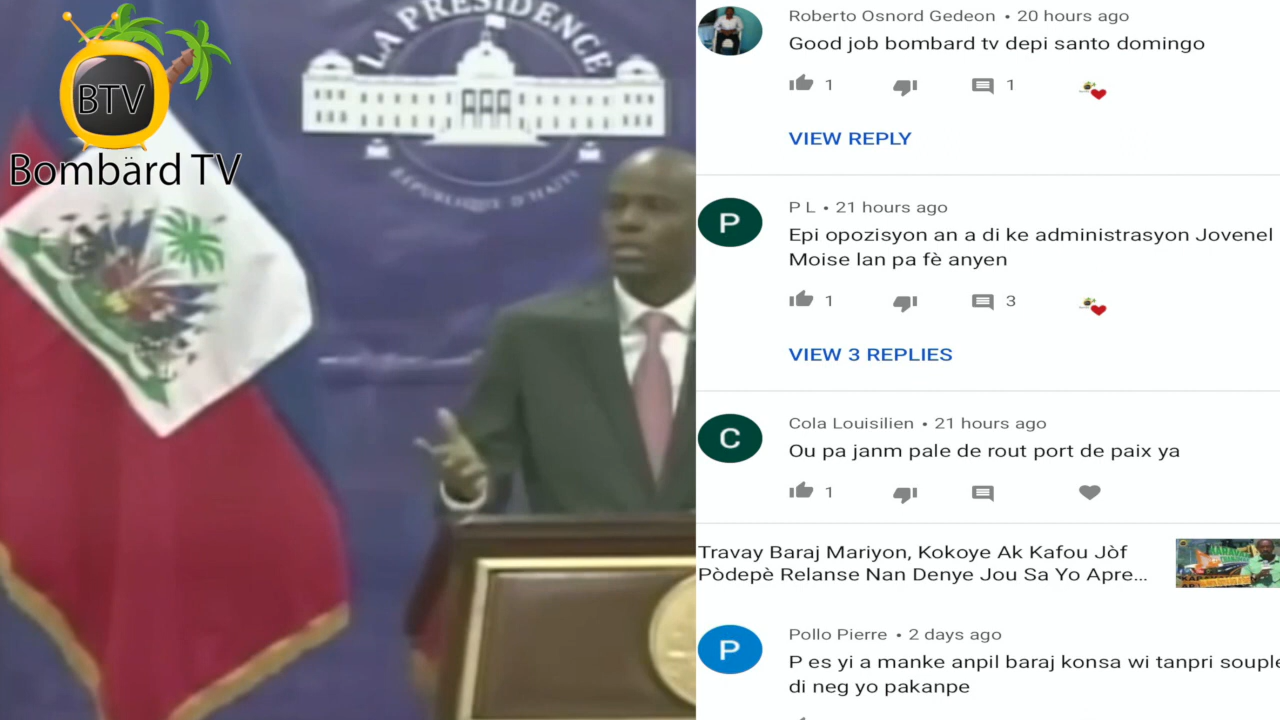 BTV
Bombärd TV
LA PRÉSIDENCE
RÉPUBLIQUE D'HAITI
Roberto Osnord Gedeon • 20 hours ago
Good job bombard tv depi santo domingo
1
1
VIEW REPLY
P
P L • 21 hours ago
Epi opozisyon an a di ke administrasyon Jovenel
Moise lan pa fè anyen
1
3
VIEW 3 REPLIES
C
Cola Louisilien • 21 hours ago
Ou pa janm pale de rout port de paix ya
1
Travay Baraj Mariyon, Kokoye Ak Kafou Jòf
Pòdepè Relanse Nan Denye Jou Sa Yo Apre...
P
Pollo Pierre • 2 days ago
P es yi a manke anpil baraj konsa wi tanpri souple
di neg yo pakanpe